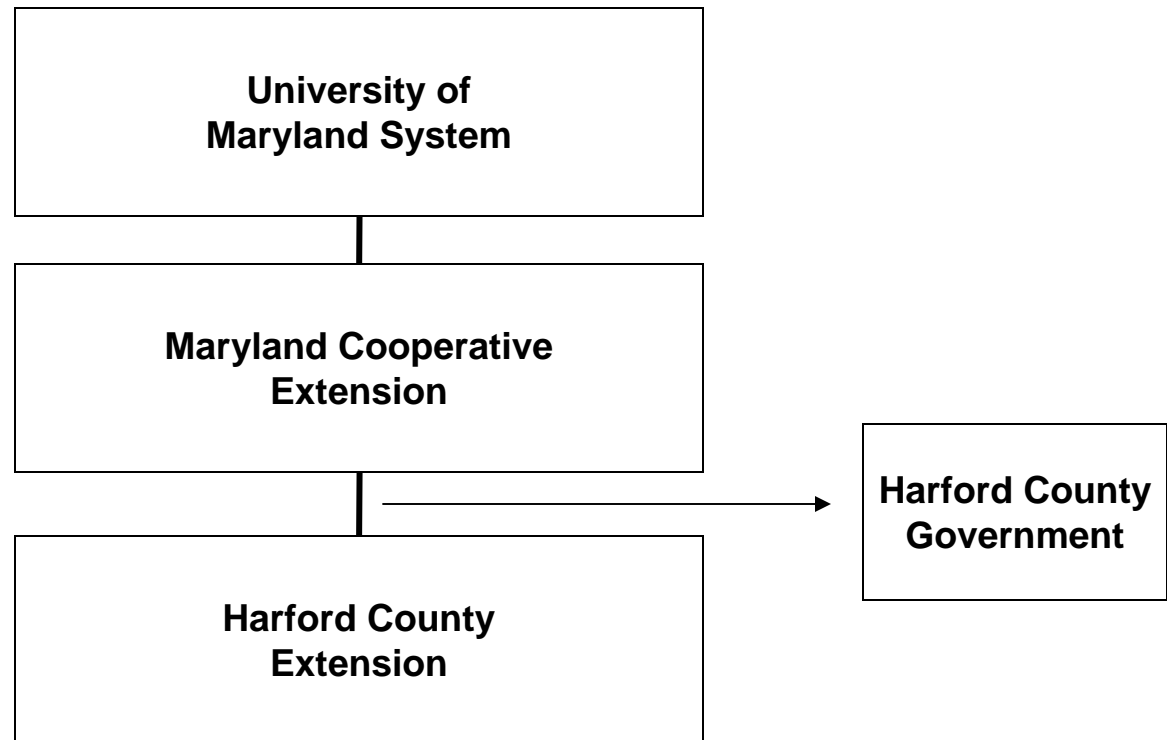 University of
Maryland System
Maryland Cooperative
Extension
Harford County
Government
Harford County
Extension